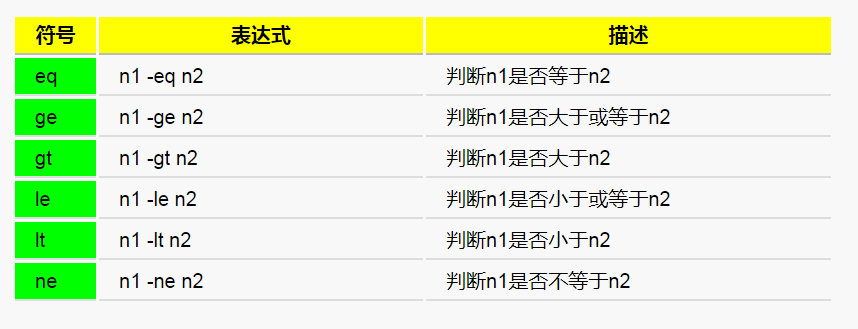 符号 表达式 描述
eq n1 -eq n2 判断n1是否等于n2
ge n1 -ge n2 判断n1是否大于或等于n2
gt n1 -gt n2 判断n1是否大于n2
le n1 -le n2 判断n1是否小于或等于n2
lt n1 -lt n2 判断n1是否小于n2
ne n1 -ne n2 判断n1是否不等于n2